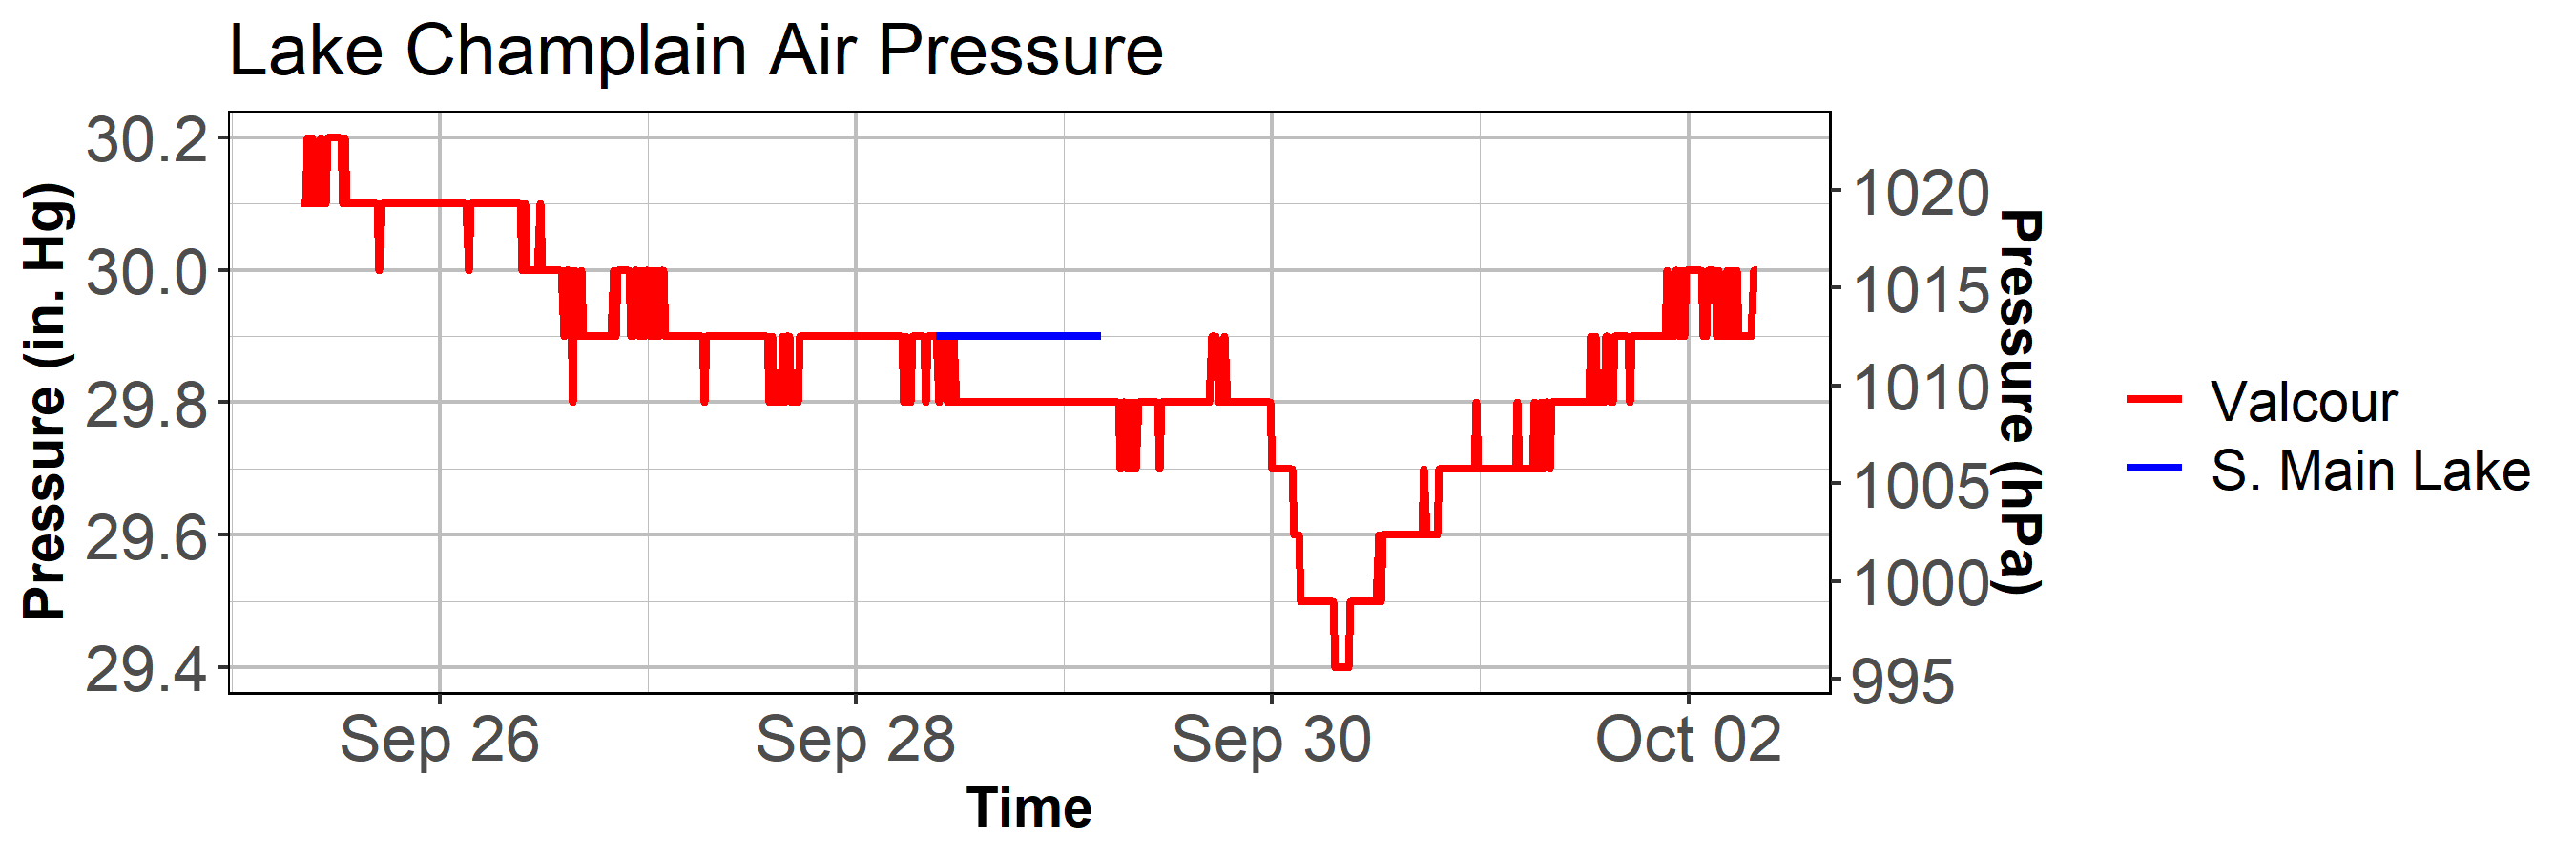 Lake Champlain Air Pressure
Pressure (in. Hg)
30.2
30.0
29.8
29.6
29.4
1020
1015
1010
1005
1000
995
Pressure (hPa)
Sep 26
Sep 28
Sep 30
Oct 02
Time
Valcour
S. Main Lake